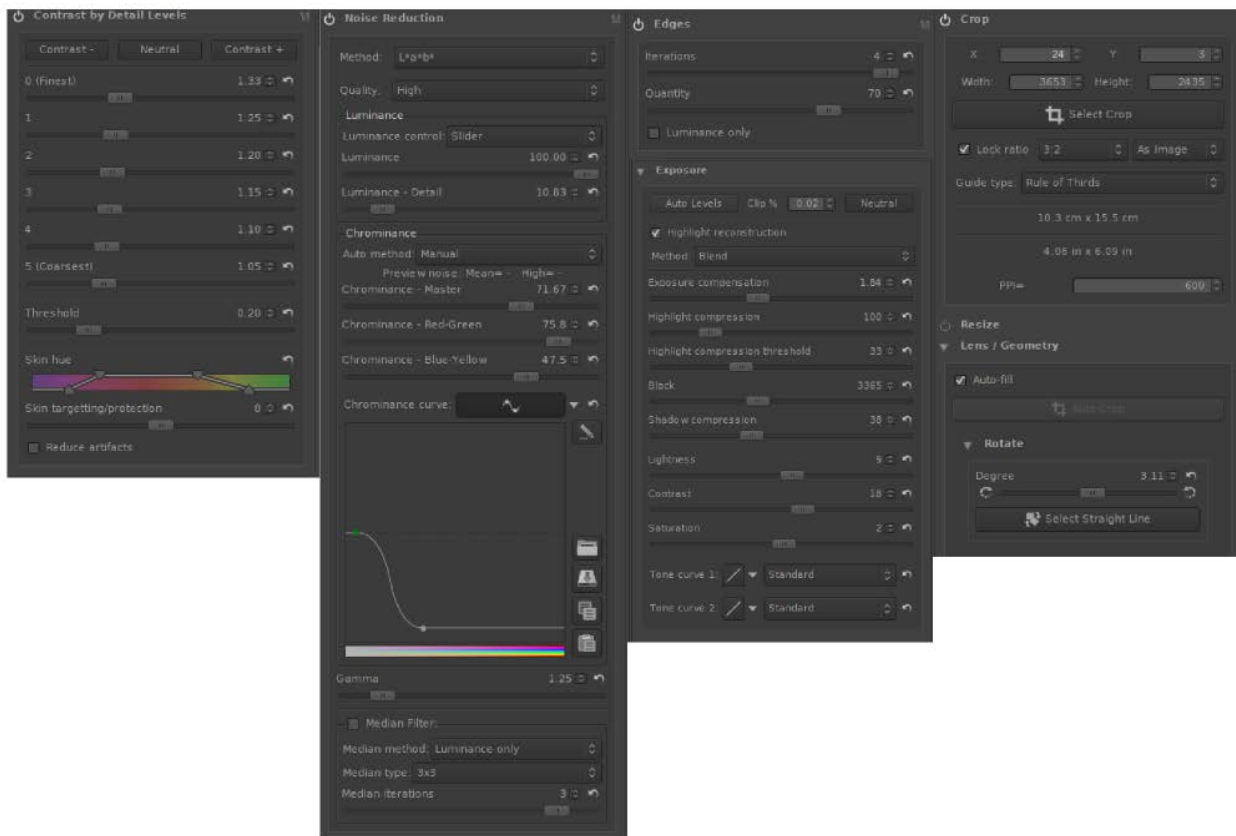 Contrast by Detail Levels
Contrast - Neutral Contrast +
0 (Finest) 1.33
1 1.25
2 1.20
3 1.15
4 1.10
5 (Coarsest) 1.05
Threshold 0.20
Skin hue
Skin targetting/protection 0
Reduce artifacts
Noise Reduction
Method: L*a*b*
Quality: High
Luminance
Luminance control: Slider
Luminance 100.00
Luminance - Detail 10.83
Chrominance
Auto method: Manual
Preview noise: Mean= - High= -
Chrominance - Master 71.67
Chrominance - Red-Green 75.8
Chrominance - Blue-Yellow 47.5
Chrominance curve:
Gamma 1.25
Median Filter:
Median method: Luminance only
Median type: 3x3
Median iterations 3
Edges
Iterations 4
Quantity 70
Luminance only
Exposure
Auto Levels Clip % 0.02 Neutral
Highlight reconstruction
Method: Blend
Exposure compensation 1.84
Highlight compression 100
Highlight compression threshold 33
Black 3365
Shadow compression 38
Lightness 9
Contrast 18
Saturation 2
Tone curve 1: Standard
Tone curve 2: Standard
Crop
X 24 Y 3
Width: 3653 Height: 2435
Select Crop
Lock ratio 3:2 As Image
Guide type: Rule of Thirds
10.3 cm x 15.5 cm
4.06 in x 6.09 in
PPI= 600
Resize
Lens / Geometry
Auto-fill
Auto-Crop
Rotate
Degree 3.11
Select Straight Line